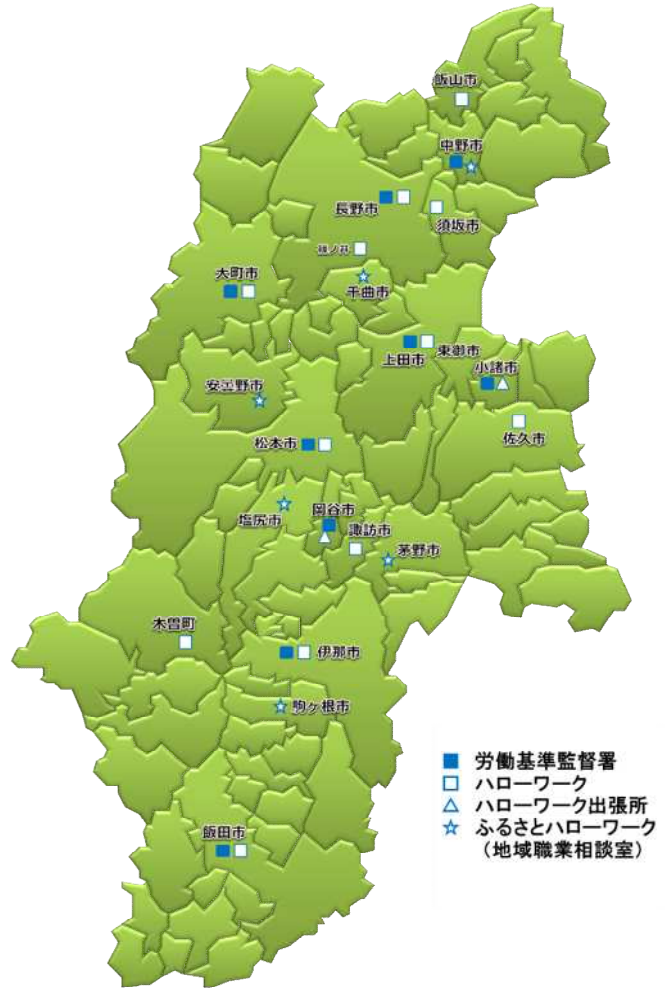 飯山市
中野市
長野市
須坂市
篠ノ井
大町市
千曲市
上田市
東御市
小諸市
安曇野市
佐久市
松本市
塩尻市
岡谷市
諏訪市
茅野市
木曽町
伊那市
駒ヶ根市
飯田市
労働基準監督署
ハローワーク
ハローワーク出張所
ふるさとハローワーク
（地域職業相談室）